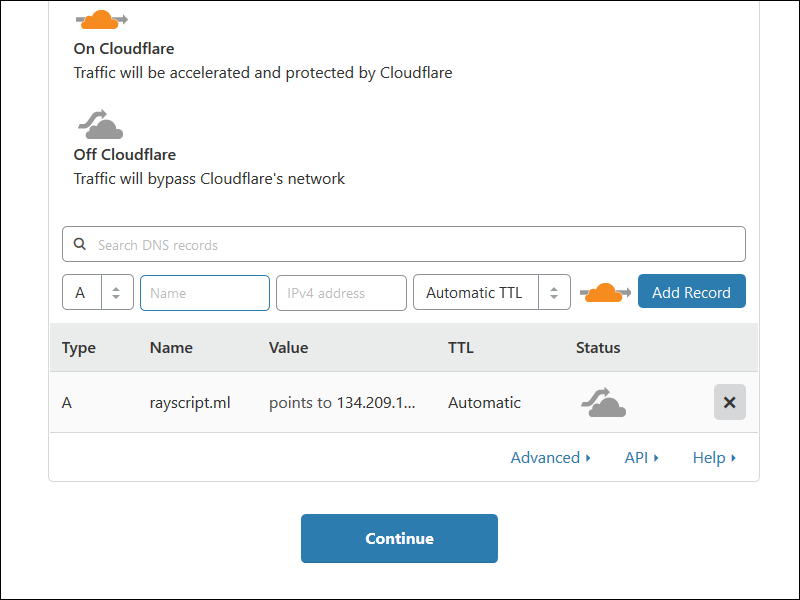 On Cloudflare
Traffic will be accelerated and protected by Cloudflare
Off Cloudflare
Traffic will bypass Cloudflare's network
Search DNS records
A Name IPv4 address Automatic TTL Add Record
Type Name Value TTL Status
A rayscript.ml points to 134.209.1... Automatic
Advanced API Help
Continue